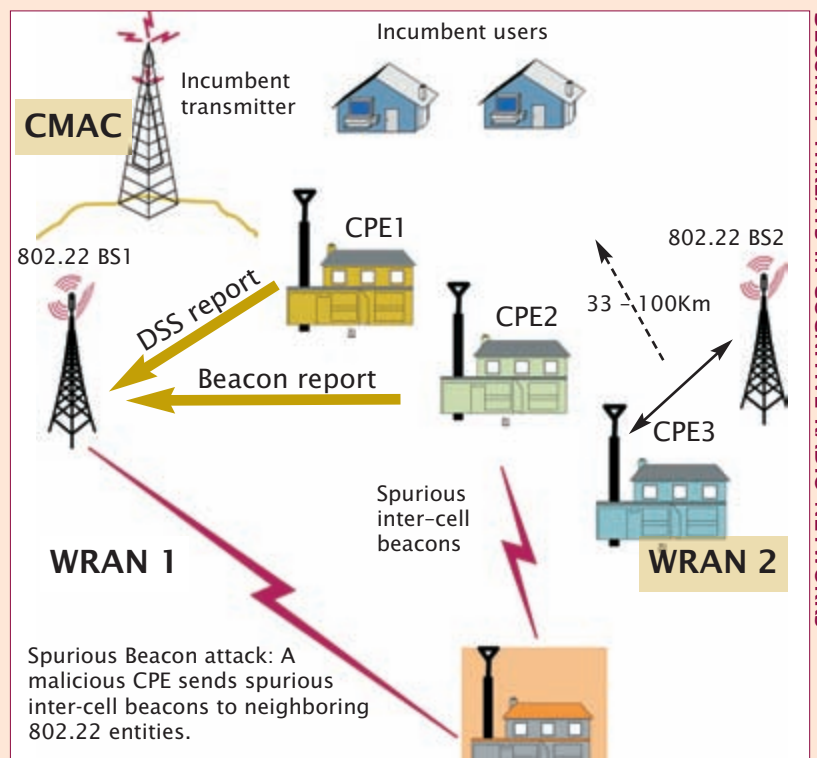 Incumbent users
Incumbent
transmitter
CMAC
CPE1
802.22 BS1
802.22 BS2
DSS report
CPE2
33 – 100Km
Beacon report
CPE3
Spurious
inter-cell
beacons
WRAN 1
WRAN 2
Spurious Beacon attack: A
malicious CPE sends spurious
inter-cell beacons to neighboring
802.22 entities.